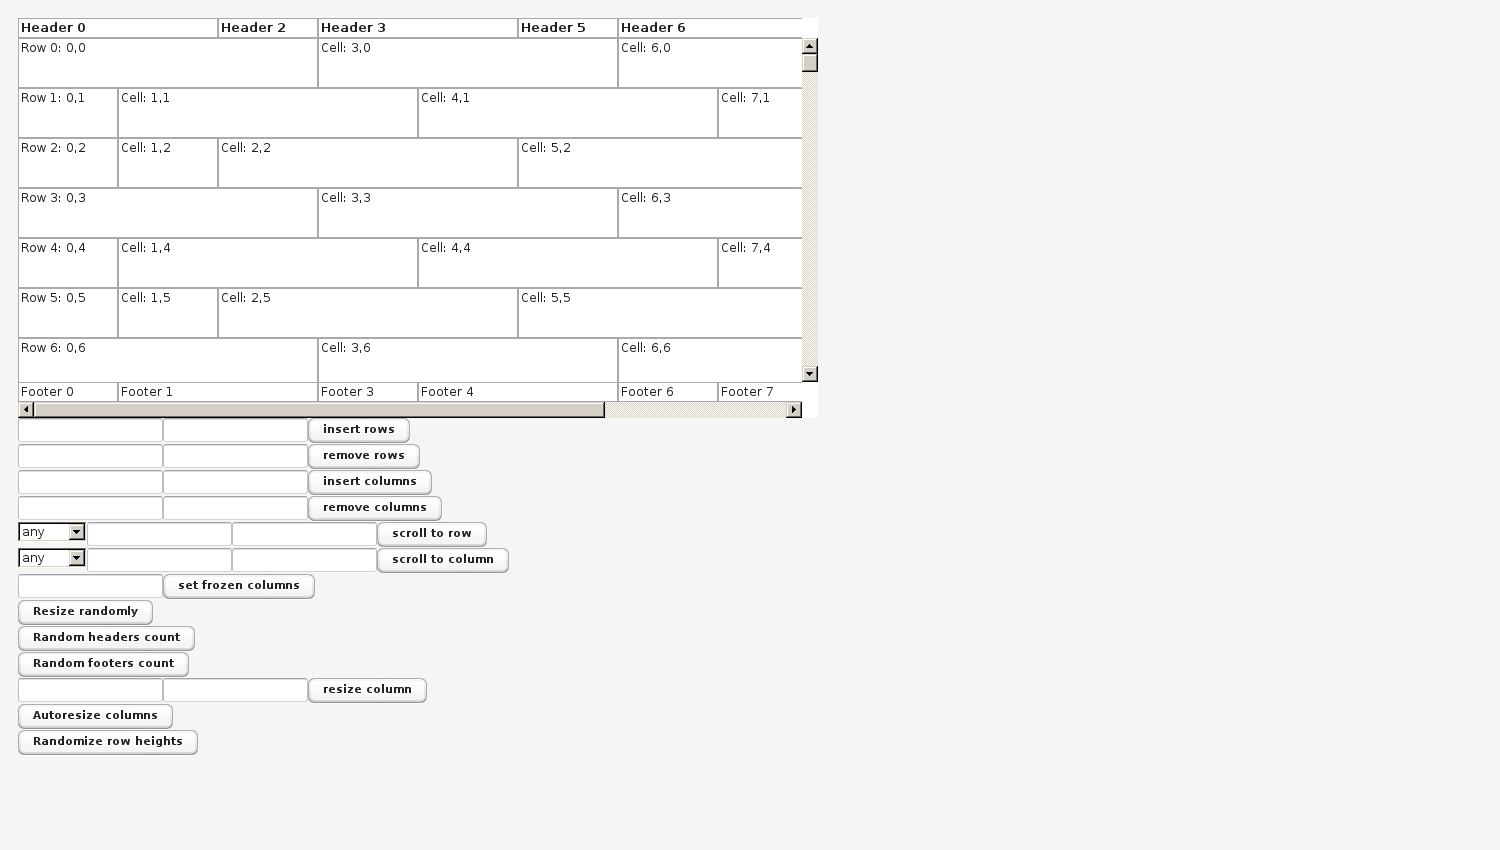 Header 0 Header 2 Header 3 Header 5 Header 6
Row 0: 0,0 Cell: 3,0 Cell: 6,0
Row 1: 0,1 Cell: 1,1 Cell: 4,1 Cell: 7,1
Row 2: 0,2 Cell: 1,2 Cell: 2,2 Cell: 5,2
Row 3: 0,3 Cell: 3,3 Cell: 6,3
Row 4: 0,4 Cell: 1,4 Cell: 4,4 Cell: 7,4
Row 5: 0,5 Cell: 1,5 Cell: 2,5 Cell: 5,5
Row 6: 0,6 Cell: 3,6 Cell: 6,6
Footer 0 Footer 1 Footer 3 Footer 4 Footer 6 Footer 7
insert rows
remove rows
insert columns
remove columns
any scroll to row
any scroll to column
set frozen columns
Resize randomly
Random headers count
Random footers count
resize column
Autoresize columns
Randomize row heights